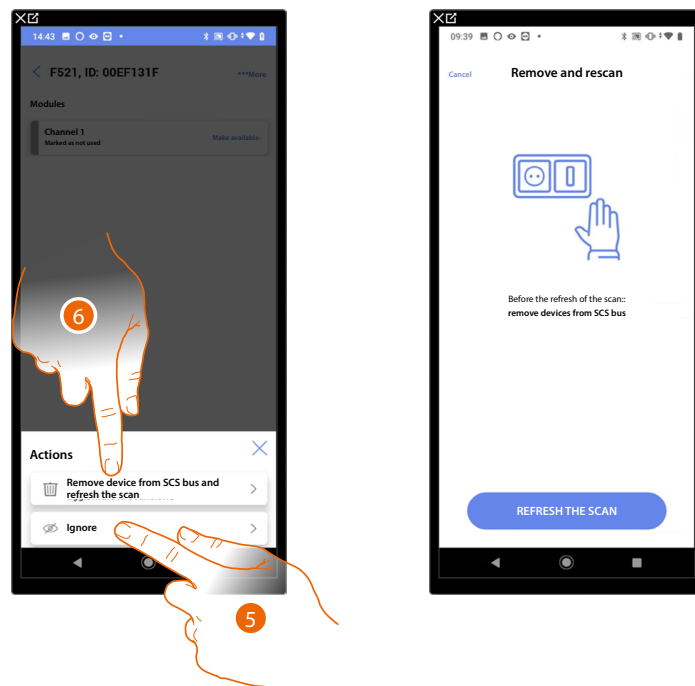 14:43
F521, ID: 00EF131F
***More
Modules
Channel 1
Marked as not used
Make available-
6
Actions
Remove device from SCS bus and
refresh the scan
Ignore
5
09:39
Cancel
Remove and rescan
Before the refresh of the scan::
remove devices from SCS bus
REFRESH THE SCAN